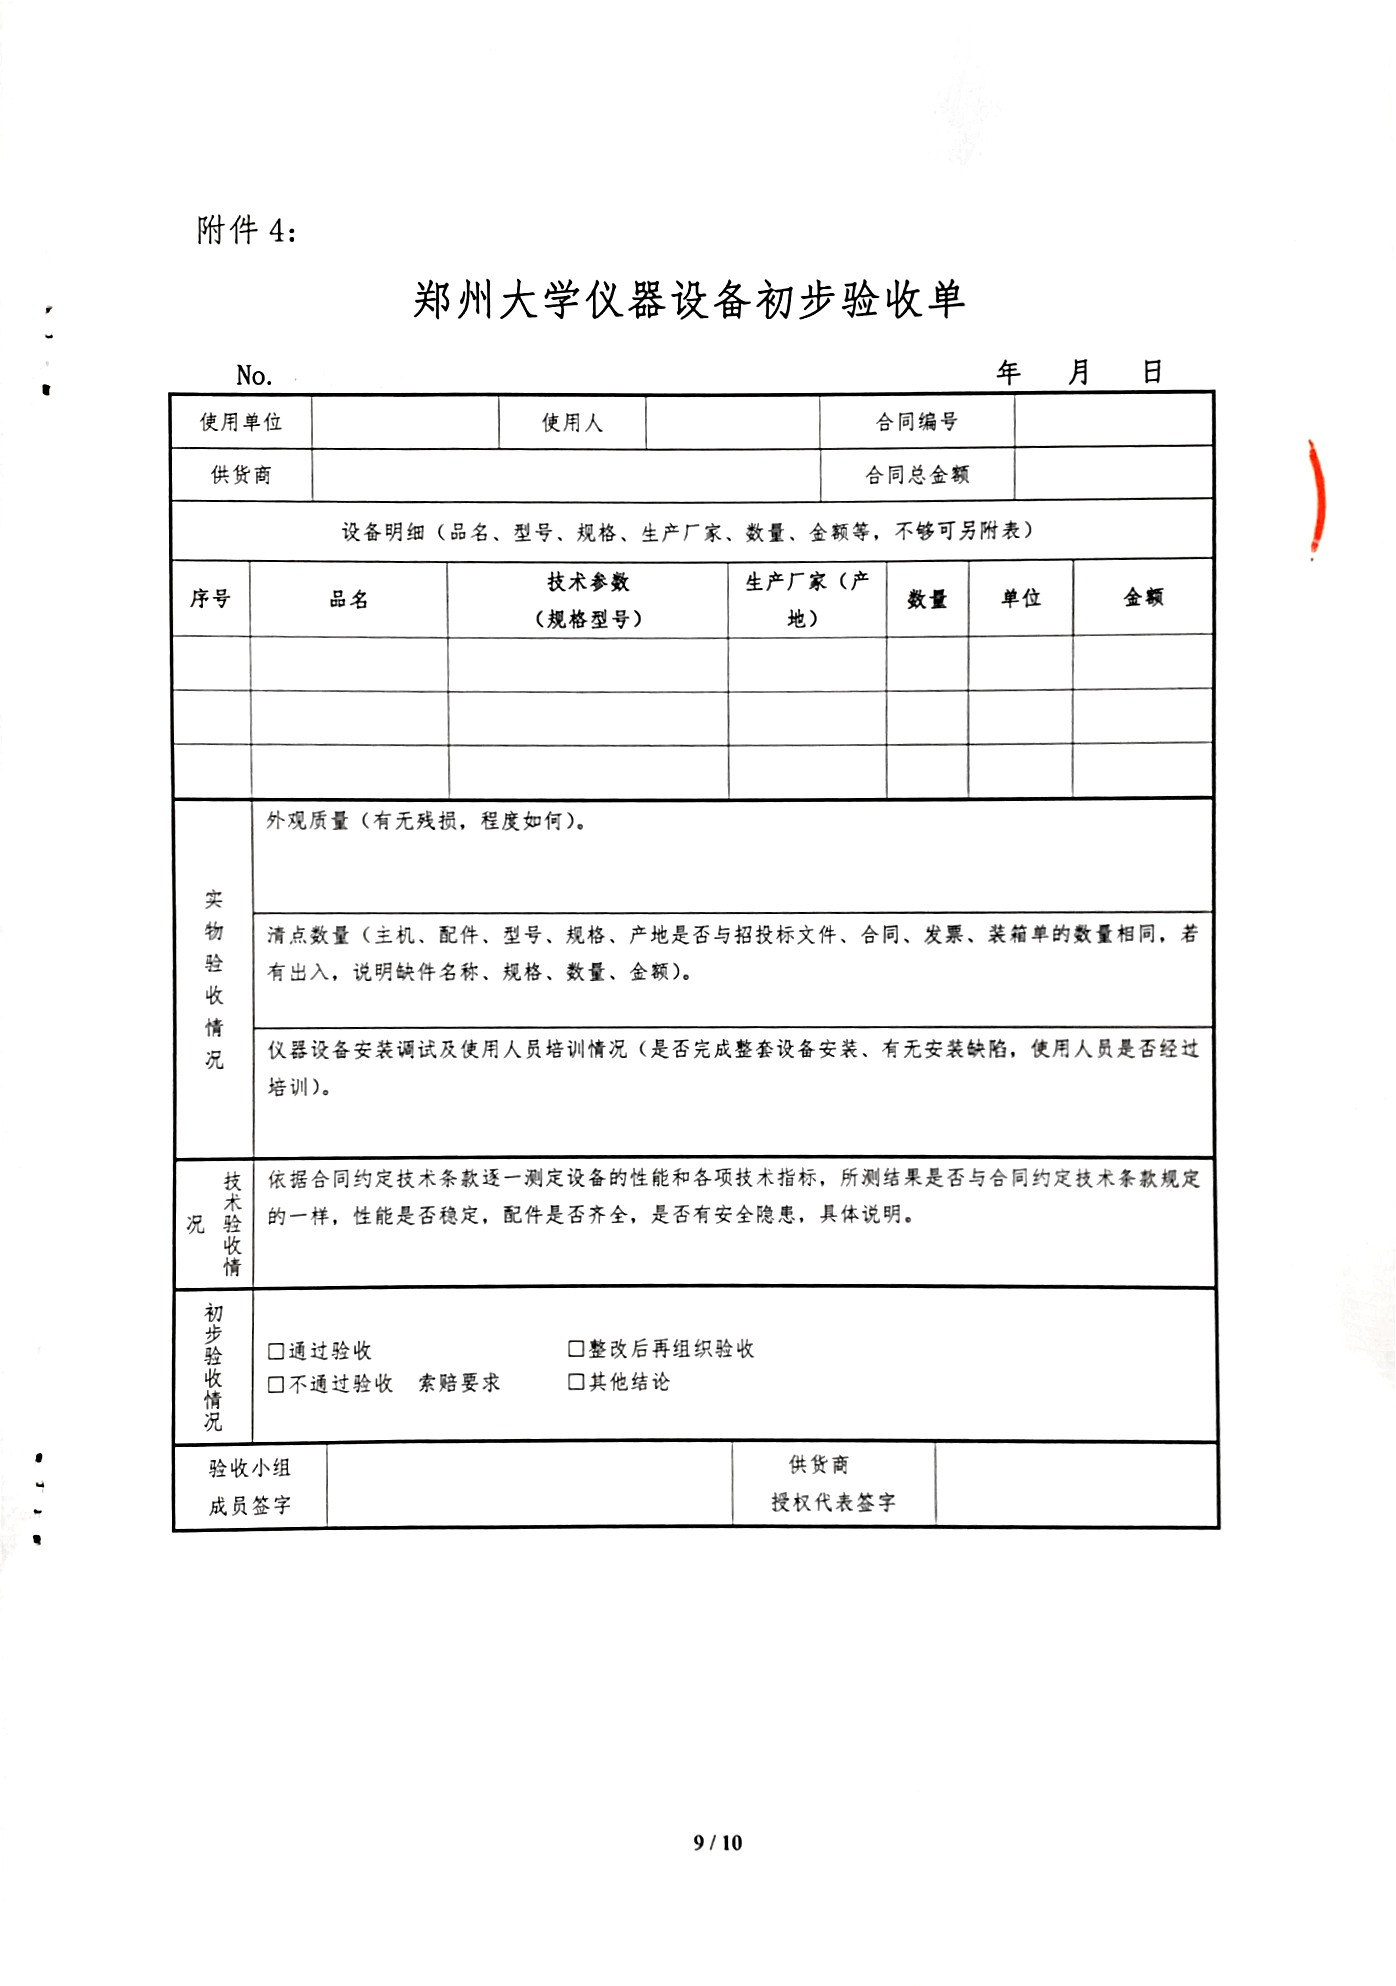 附件 4：
郑州大学仪器设备初步验收单
No. 年 月 日
使用单位 使用人 合同编号
供货商 合同总金额
设备明细（品名、型号、规格、生产厂家、数量、金额等，不够可另附表）
序号 品名 技术参数（规格型号） 生产厂家（产地） 数量 单位 金额
实物验收情况
外观质量（有无残损，程度如何）。
清点数量（主机、配件、型号、规格、产地是否与招投标文件、合同、发票、装箱单的数量相同，若
有出入，说明缺件名称、规格、数量、金额）。
仪器设备安装调试及使用人员培训情况（是否完成整套设备安装、有无安装缺陷，使用人员是否经过
培训）。
技术验收情况
依据合同约定技术条款逐一测定设备的性能和各项技术指标，所测结果是否与合同约定技术条款规定
的一样，性能是否稳定，配件是否齐全，是否有安全隐患，具体说明。
初步验收情况
□通过验收 □整改后再组织验收
□不通过验收 索赔要求 □其他结论
验收小组 供货商
成员签字 授权代表签字
9 / 10